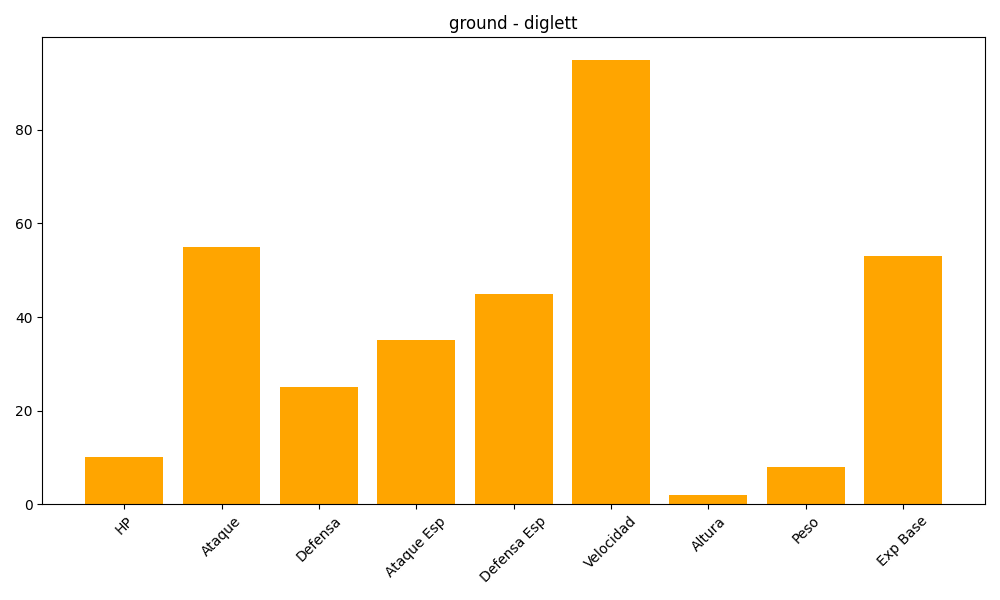 ground - diglett
80
60
40
20
0
HP
Ataque
Defensa
Ataque Esp
Defensa Esp
Velocidad
Altura
Peso
Exp Base